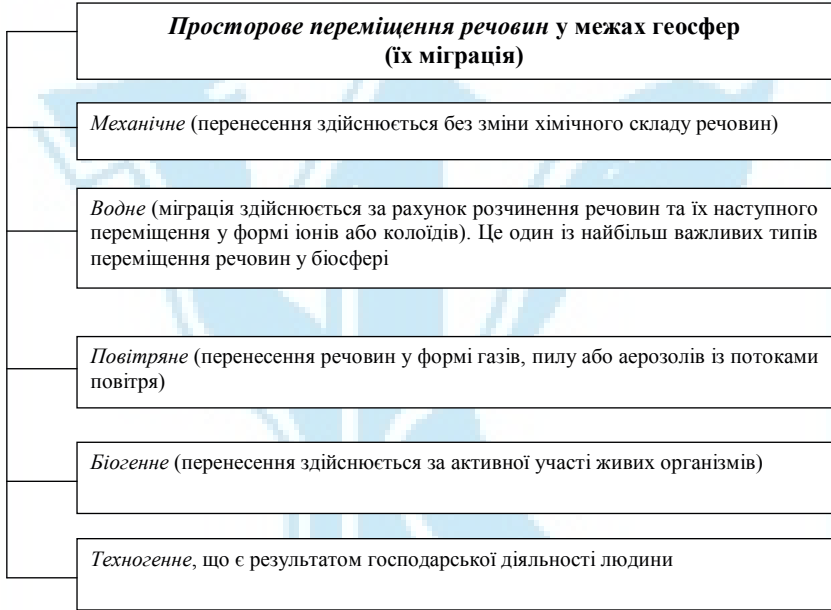 Просторове переміщення речовин у межах геосфер
(їх міграція)
Механічне (перенесення здійснюється без зміни хімічного складу речовин)
Водне (міграція здійснюється за рахунок розчинення речовин та їх наступного
переміщення у формі іонів або колоїдів). Це один із найбільш важливих типів
переміщення речовин у біосфері
Повітряне (перенесення речовин у формі газів, пилу або аерозолів із потоками
повітря)
Біогенне (перенесення здійснюється за активної участі живих організмів)
Техногенне, що є результатом господарської діяльності людини